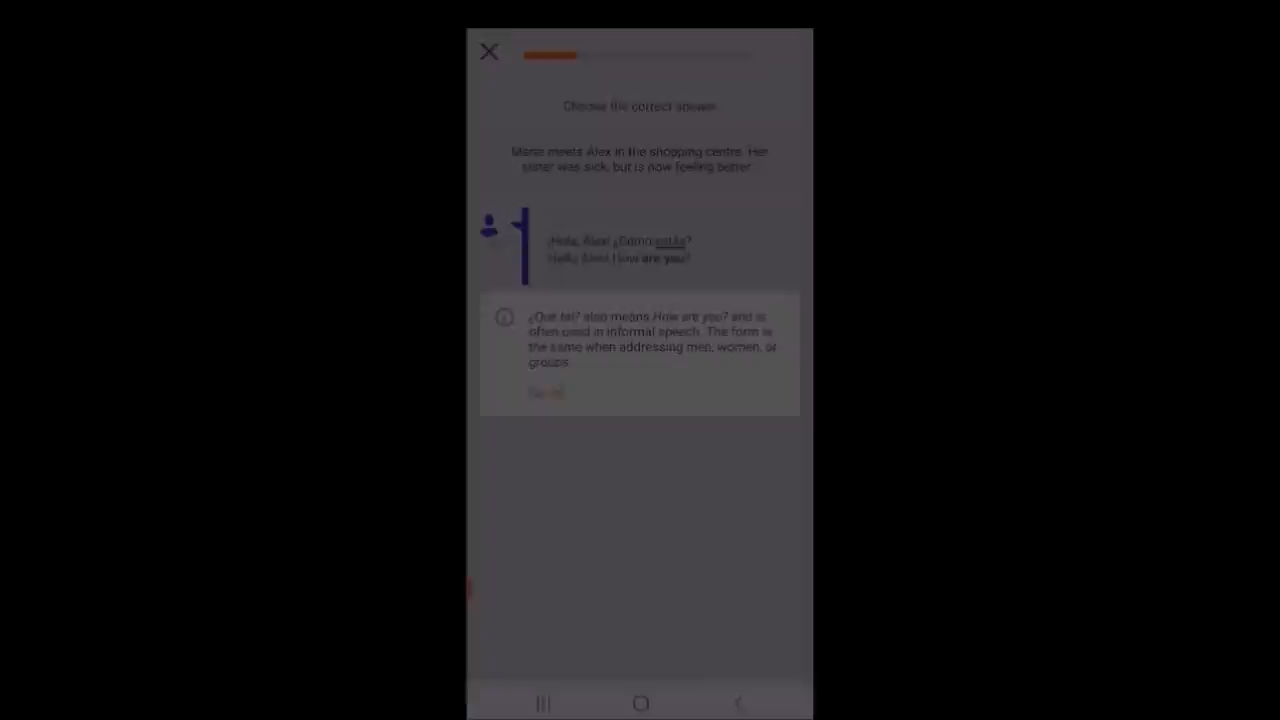 Choose the correct answer
meets Alex in the shopping centre. Her
sister was sick, but is now feeling better
¡Hola, Álex! ¿Cómo estás?
Hello, Alex! How are you?
¿Qué tal? also means How are you? and is
often used in informal speech. The form is
the same when addressing men, women, or
groups.